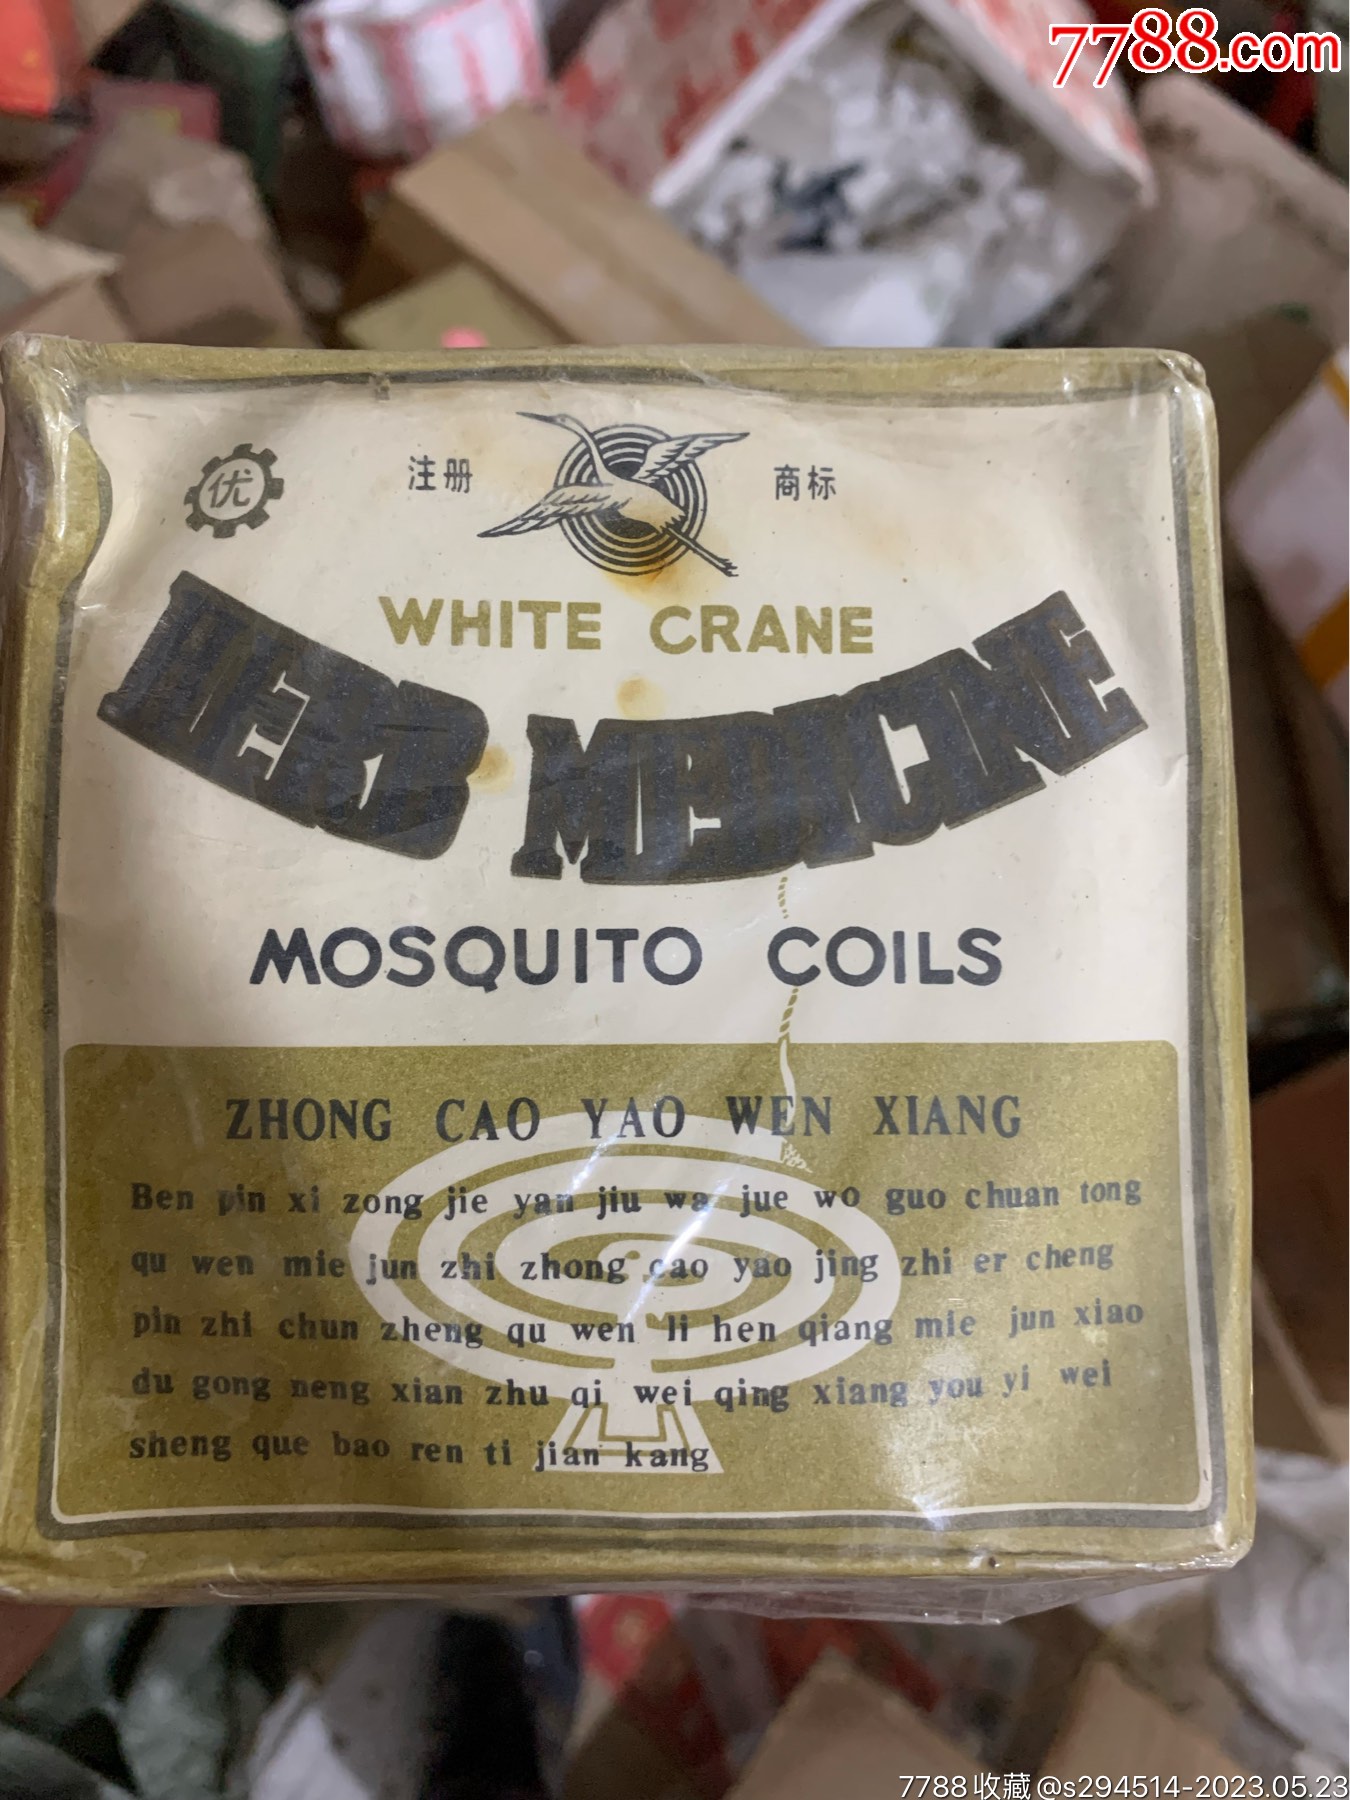 7788.com
优
注册 商标
WHITE CRANE
HERB MEDICINE
MOSQUITO COILS
ZHONG CAO YAO WEN XIANG
Ben pin xi zong jie yan jiu wa jue wo guo chuan tong
qu wen mie jun zhi zhong cao yao jing zhi er cheng
pin zhi chun zheng qu wen li hen qiang mie jun xiao
du gong neng xian zhu qi wei qing xiang you yi wei
sheng que bao ren ti jian kang
7788收藏@s294514-2023.05.23